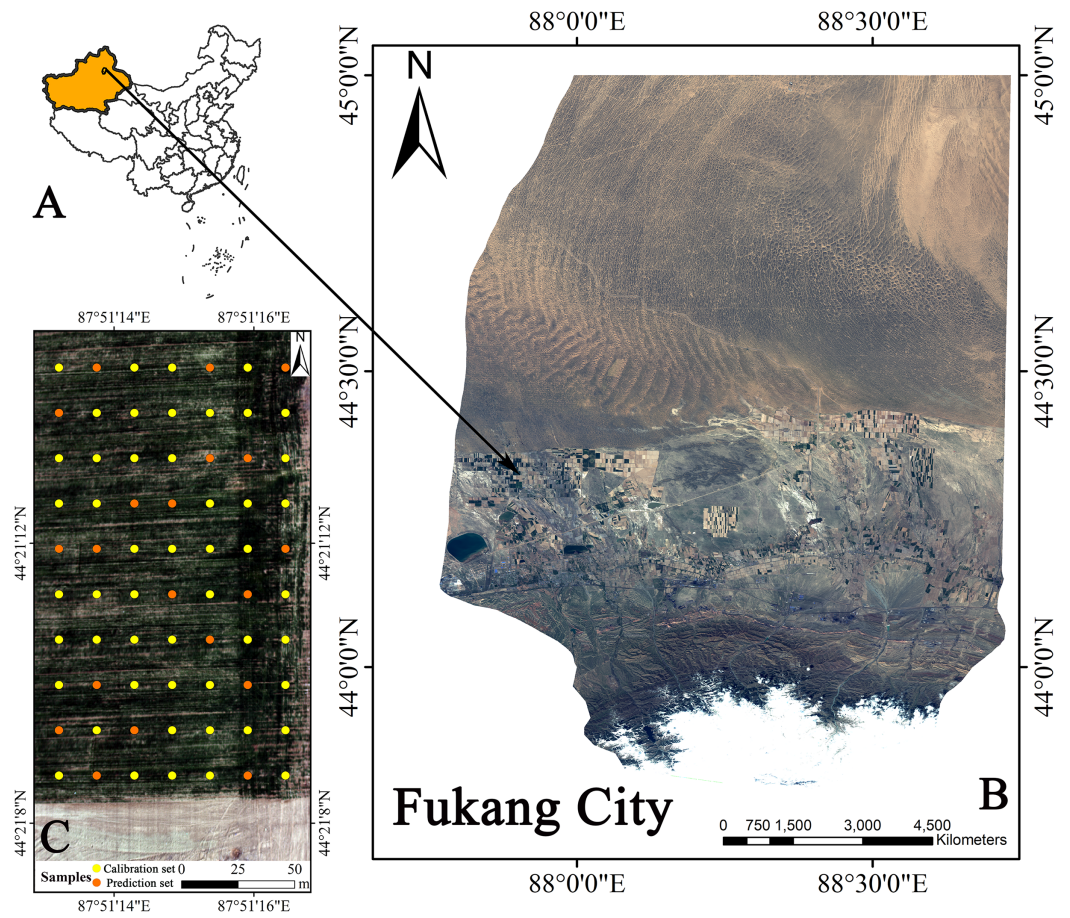 A
88°0'0"E
88°30'0"E
N
45°0'0"N
45°0'0"N
44°30'0"N
44°30'0"N
44°0'0"N
44°0'0"N
Fukang City
B
0 750 1,500 3,000 4,500
Kilometers
88°0'0"E
88°30'0"E
87°51'14"E
87°51'16"E
N
44°21'12"N
44°21'12"N
44°21'8"N
44°21'8"N
C
Samples
Calibration set
Prediction set
0 25 50
m
87°51'14"E
87°51'16"E